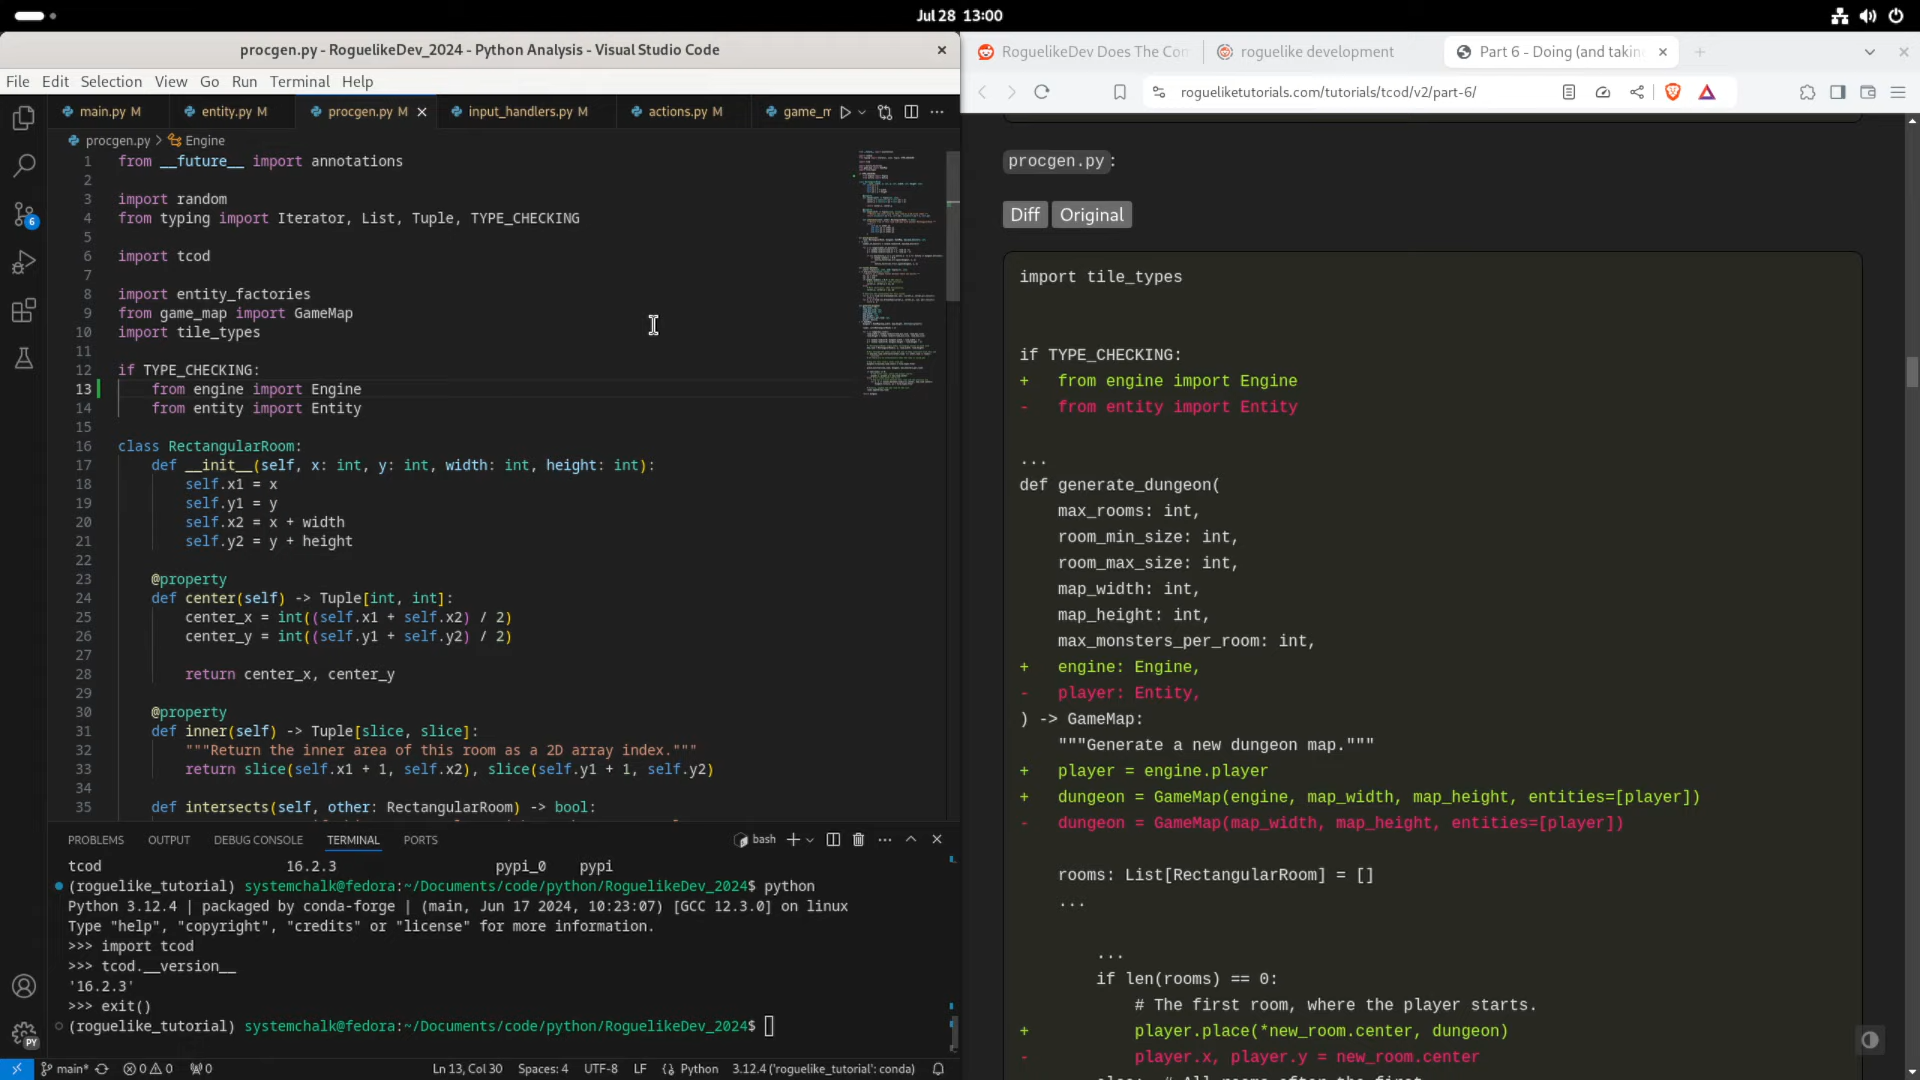 Jul 28 13:00
procgen.py - RoguelikeDev_2024 - Python Analysis - Visual Studio Code
File Edit Selection View Go Run Terminal Help
main.py M
entity.py M
procgen.py M
input_handlers.py M
actions.py M
game_m
procgen.py > Engine
1 from __future__ import annotations
2
3 import random
4 from typing import Iterator, List, Tuple, TYPE_CHECKING
5
6 import tcod
7
8 import entity_factories
9 from game_map import GameMap
10 import tile_types
11
12 if TYPE_CHECKING:
13 from engine import Engine
14 from entity import Entity
15
16 class RectangularRoom:
17 def __init__(self, x: int, y: int, width: int, height: int):
18 self.x1 = x
19 self.y1 = y
20 self.x2 = x + width
21 self.y2 = y + height
22
23 @property
24 def center(self) -> Tuple[int, int]:
25 center_x = int((self.x1 + self.x2) / 2)
26 center_y = int((self.y1 + self.y2) / 2)
27
28 return center_x, center_y
29
30 @property
31 def inner(self) -> Tuple[slice, slice]:
32 """Return the inner area of this room as a 2D array index."""
33 return slice(self.x1 + 1, self.x2), slice(self.y1 + 1, self.y2)
34
35 def intersects(self, other: RectangularRoom) -> bool:
6
PY
PROBLEMS OUTPUT DEBUG CONSOLE TERMINAL PORTS
bash
tcod 16.2.3 pypi_0 pypi
(roguelike_tutorial) systemchalk@fedora:~/Documents/code/python/RoguelikeDev_2024$ python
Python 3.12.4 | packaged by conda-forge | (main, Jun 17 2024, 10:23:07) [GCC 12.3.0] on linux
Type "help", "copyright", "credits" or "license" for more information.
>>> import tcod
>>> tcod.__version__
'16.2.3'
>>> exit()
(roguelike_tutorial) systemchalk@fedora:~/Documents/code/python/RoguelikeDev_2024$
main* 0 0 0 Ln 13, Col 30 Spaces: 4 UTF-8 LF Python 3.12.4 ('roguelike_tutorial': conda)
RoguelikeDev Does The Con
roguelike development
Part 6 - Doing (and takin
rogueliketutorials.com/tutorials/tcod/v2/part-6/
procgen.py:
Diff Original
import tile_types
if TYPE_CHECKING:
+ from engine import Engine
- from entity import Entity
...
def generate_dungeon(
max_rooms: int,
room_min_size: int,
room_max_size: int,
map_width: int,
map_height: int,
max_monsters_per_room: int,
+ engine: Engine,
- player: Entity,
) -> GameMap:
"""Generate a new dungeon map."""
+ player = engine.player
+ dungeon = GameMap(engine, map_width, map_height, entities=[player])
- dungeon = GameMap(map_width, map_height, entities=[player])
rooms: List[RectangularRoom] = []
...
...
if len(rooms) == 0:
# The first room, where the player starts.
+ player.place(*new_room.center, dungeon)
- player.x, player.y = new_room.center